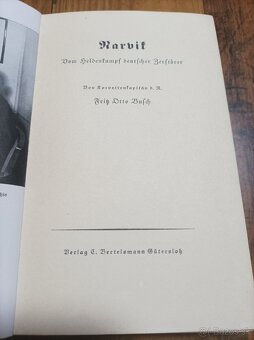 Narvik
Vom Heldenkampf deutscher Zerstörer
Von Korvettenkapitän d. R.
Fritz Otto Busch
Verlag C. Bertelsmann Gütersloh